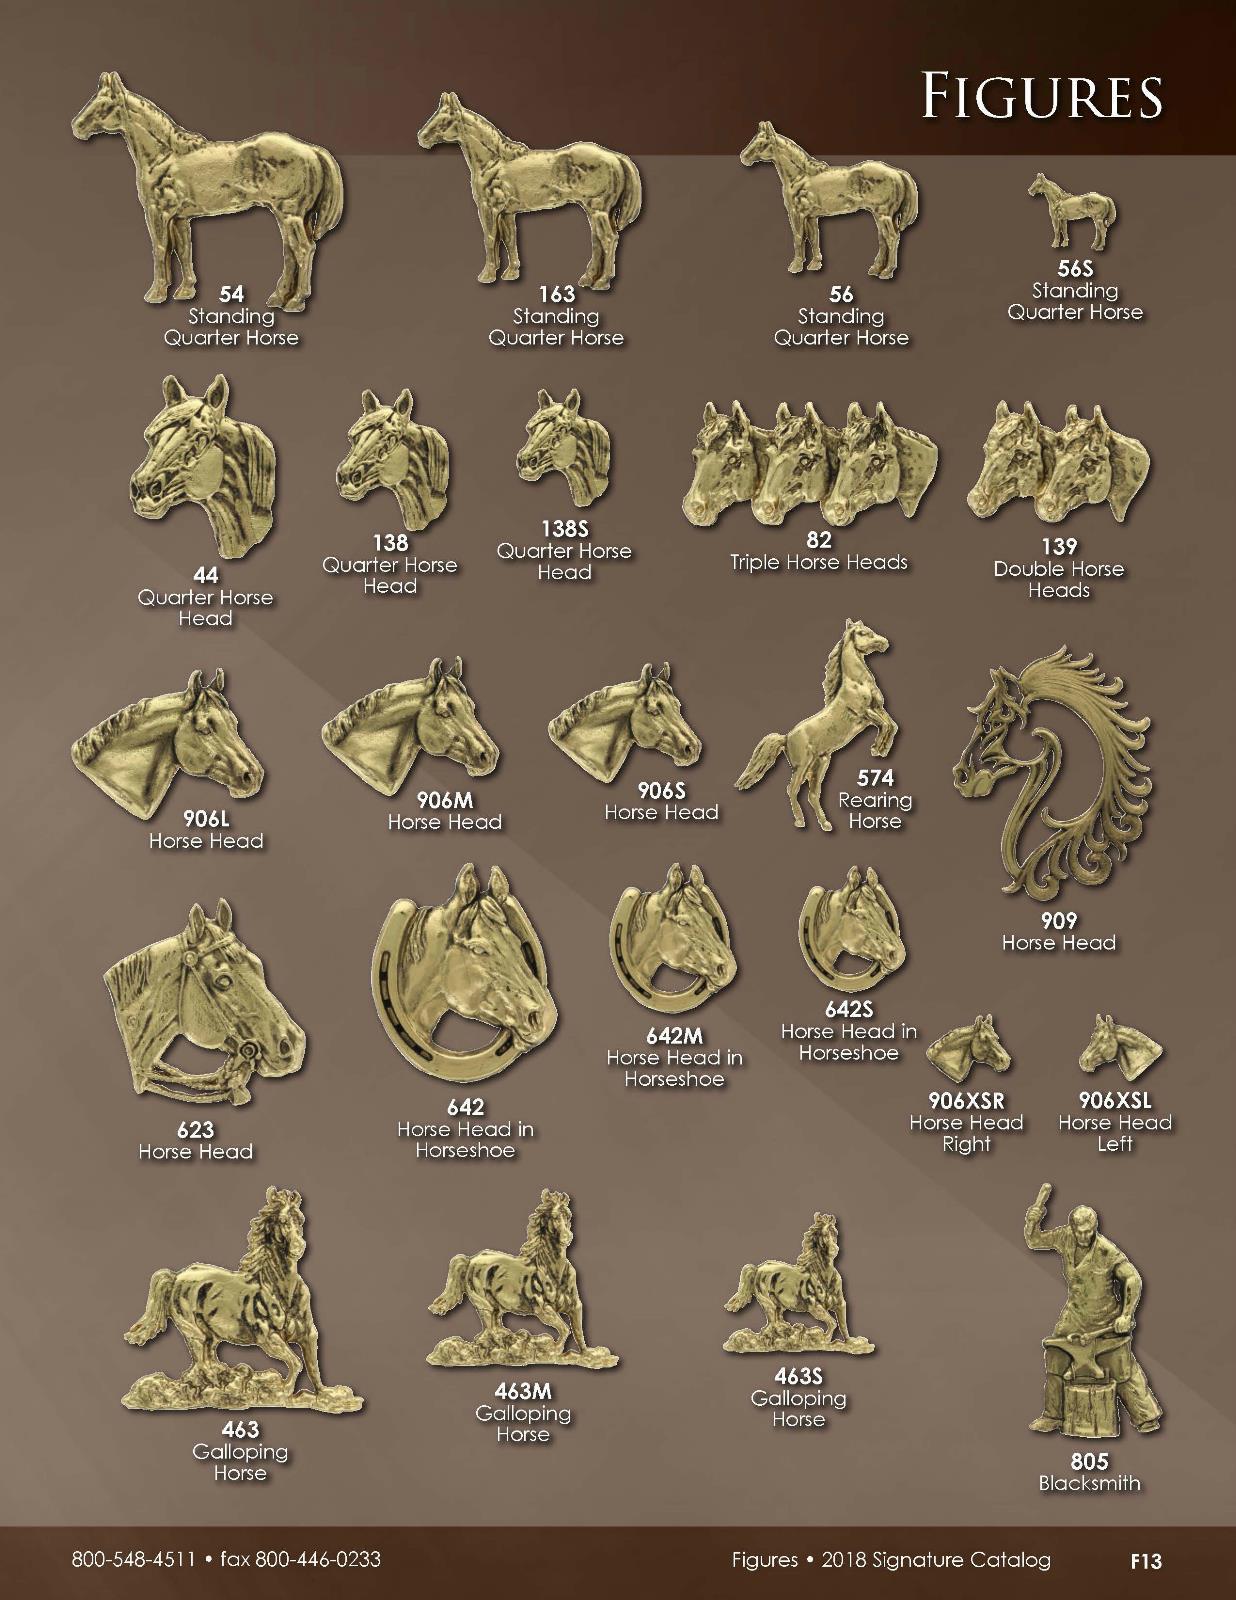 FIGURES
54
Standing
Quarter Horse
163
Standing
Quarter Horse
56
Standing
Quarter Horse
56S
Standing
Quarter Horse
44
Quarter Horse
Head
138
Quarter Horse
Head
138S
Quarter Horse
Head
82
Triple Horse Heads
139
Double Horse
Heads
906L
Horse Head
906M
Horse Head
906S
Horse Head
574
Rearing
Horse
909
Horse Head
623
Horse Head
642
Horse Head in
Horseshoe
642M
Horse Head in
Horseshoe
642S
Horse Head in
Horseshoe
906XSR
Horse Head
Right
906XSL
Horse Head
Left
463
Galloping
Horse
463M
Galloping
Horse
463S
Galloping
Horse
805
Blacksmith
800-548-4511 • fax 800-446-0233
Figures • 2018 Signature Catalog F13